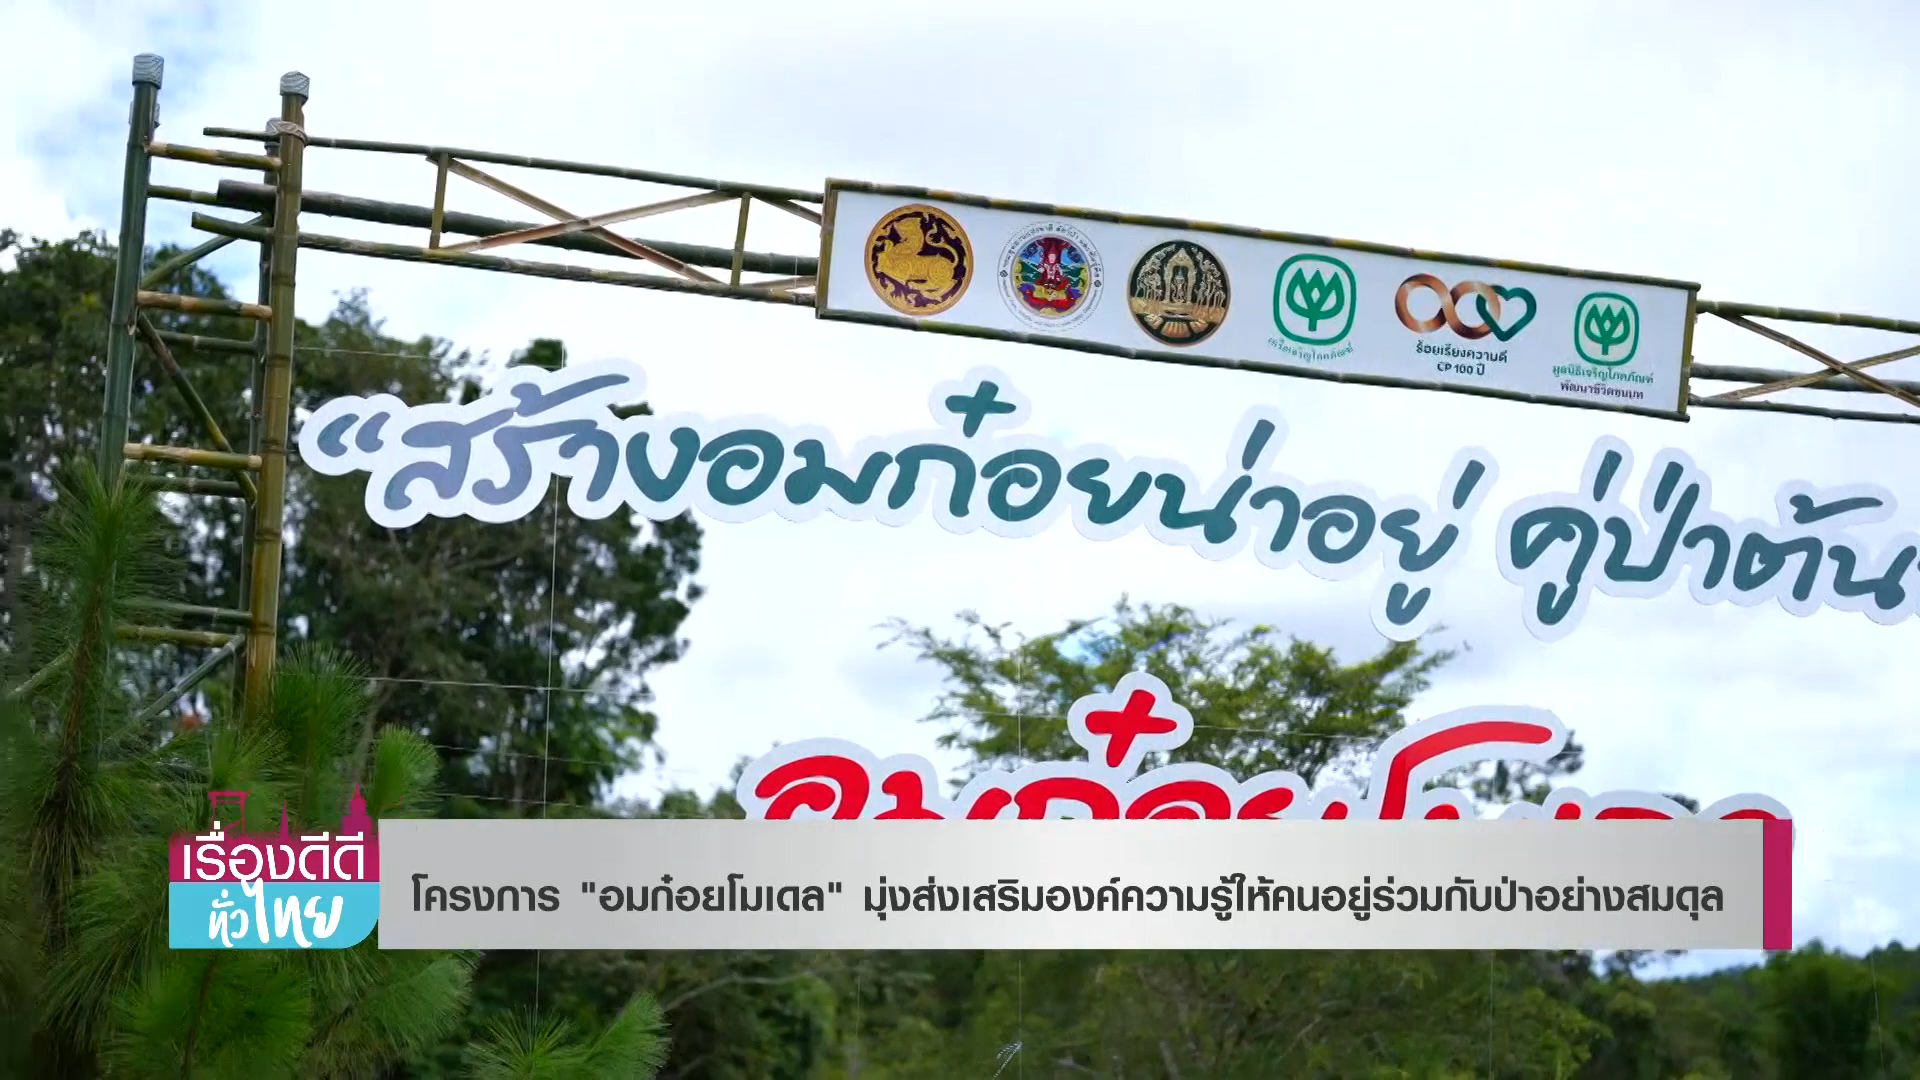 ร้อยเรียงความดี
CP 100 ปี
มูลนิธิเจริญโภคภัณฑ์
พัฒนาชีวิตชนบท
"สร้างอมก๋อยน่าอยู่ คู่ป่าต้น
เรื่องดีดี
ทั่วไทย
โครงการ "อมก๋อยโมเดล" มุ่งส่งเสริมองค์ความรู้ให้คนอยู่ร่วมกับป่าอย่างสมดุล